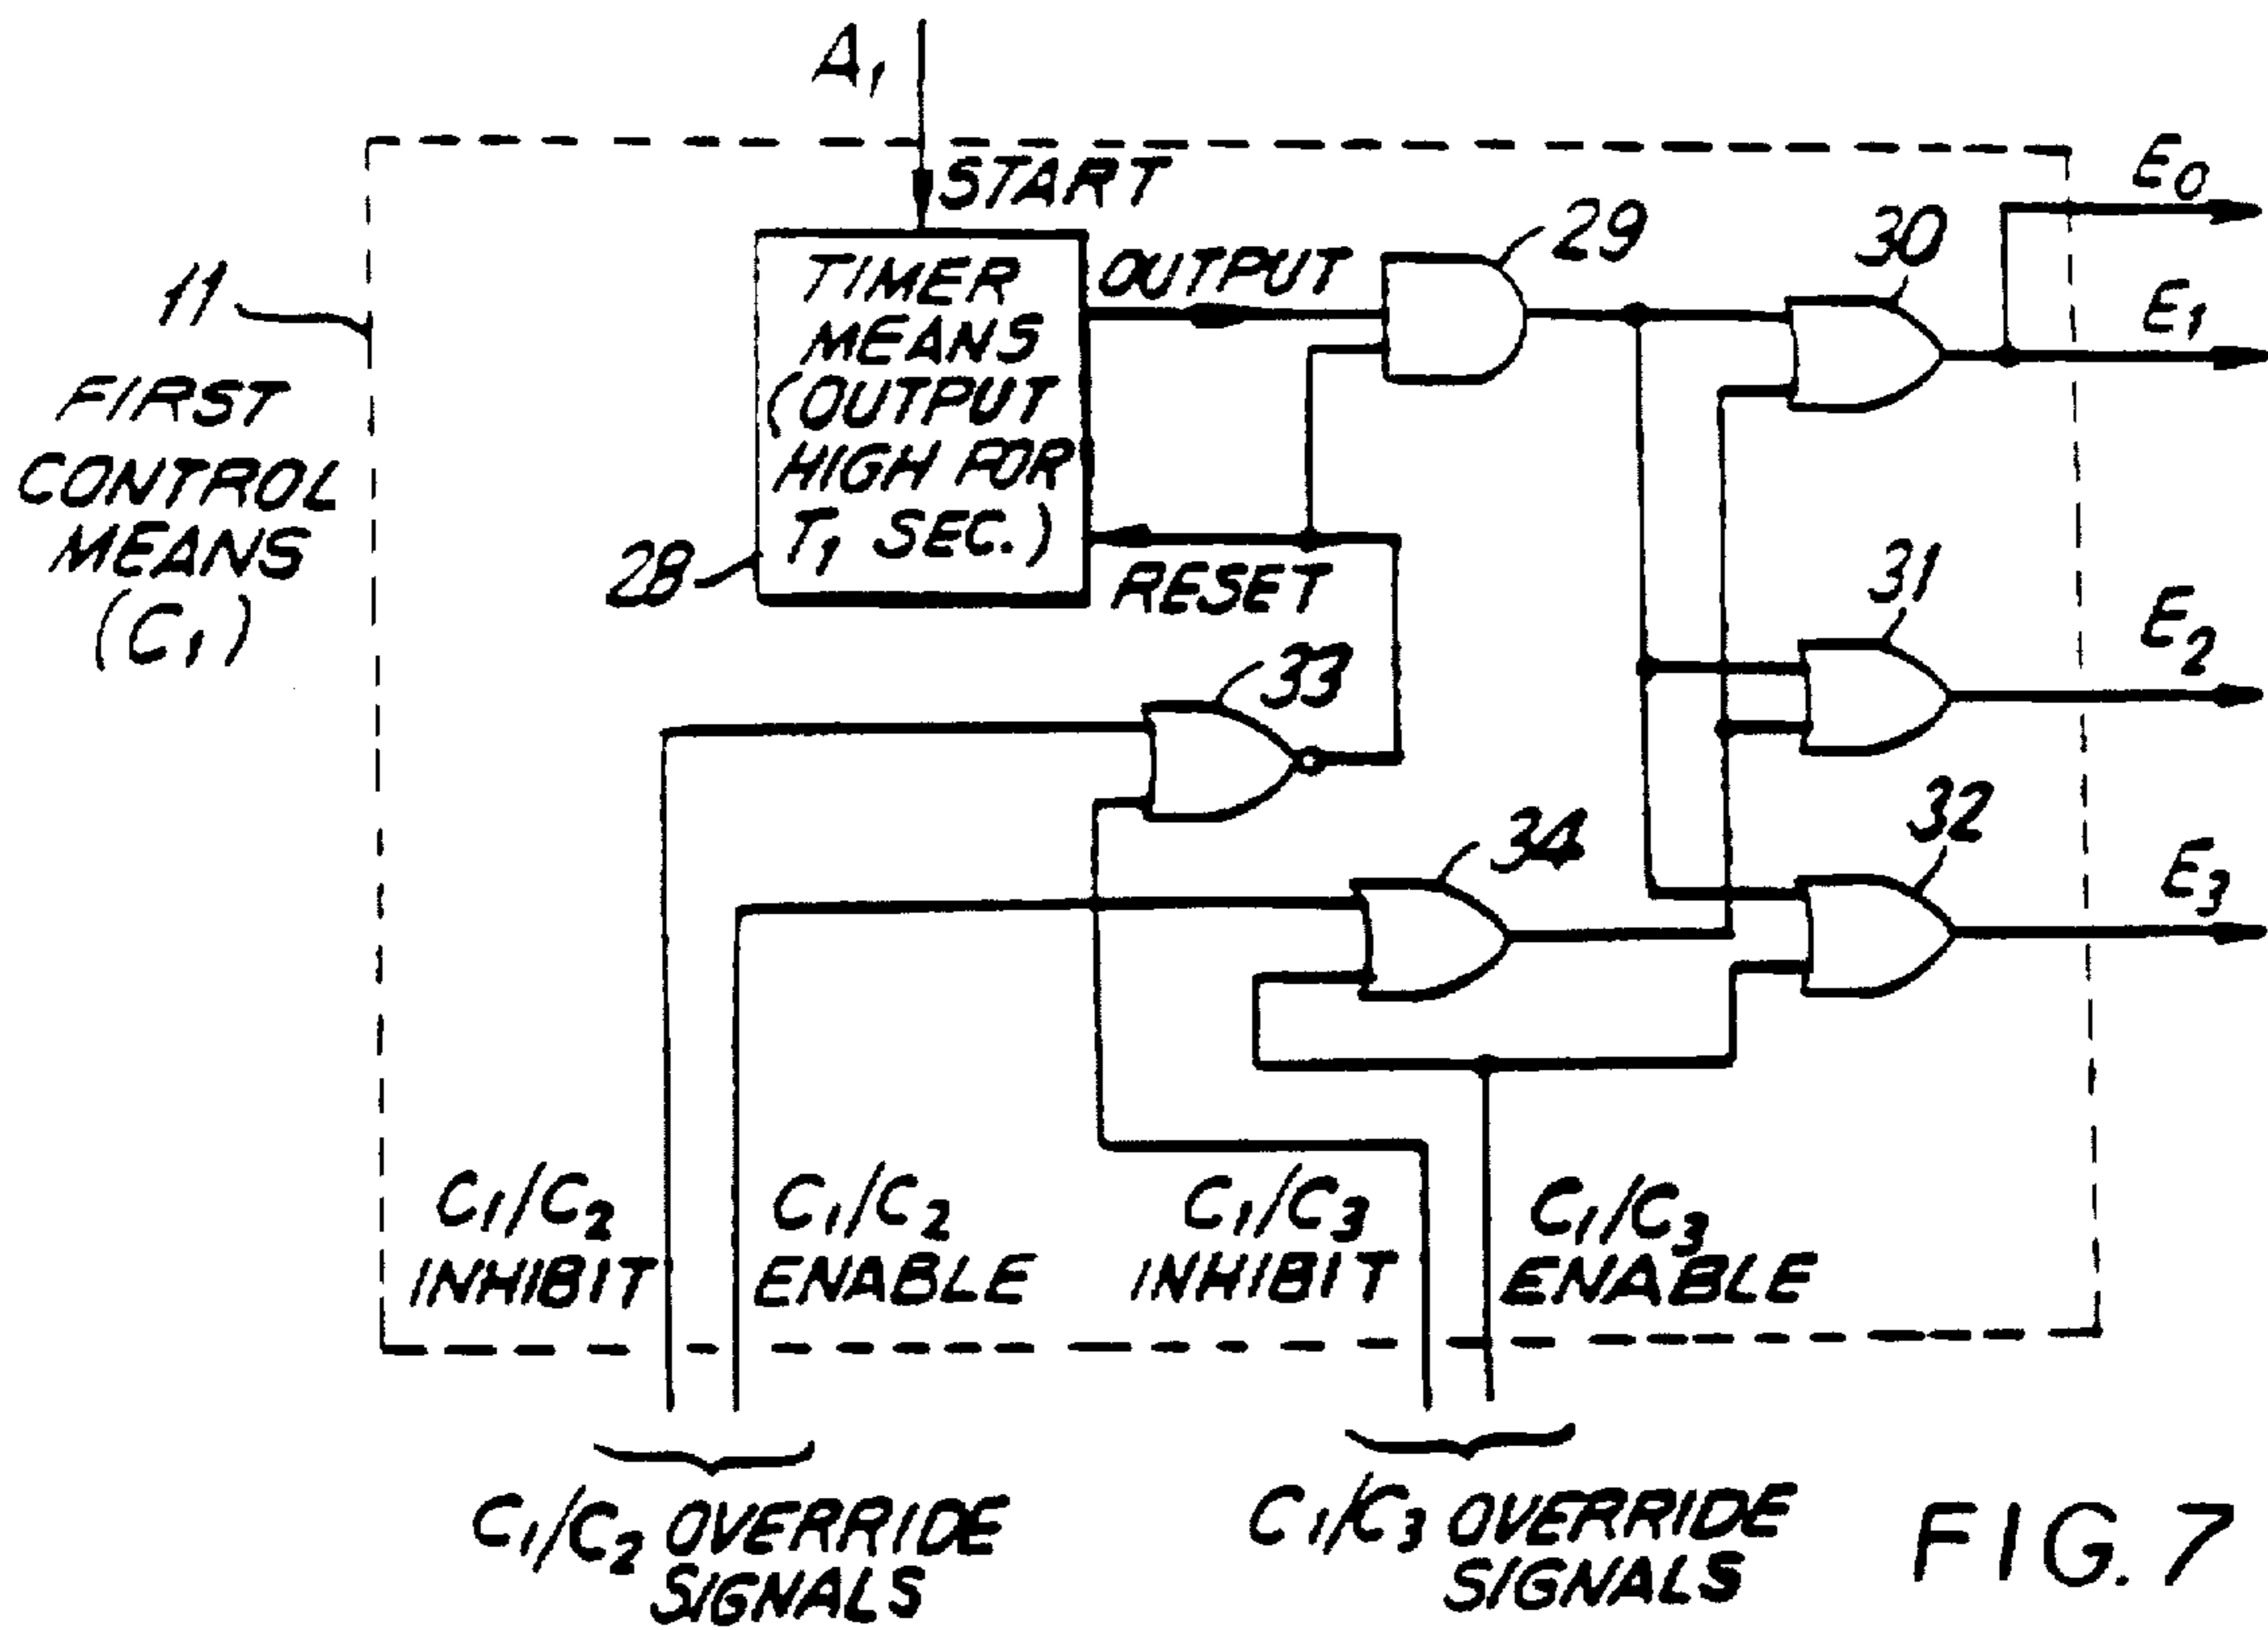 A₁
START
E₀
E₁
E₂
E₃
11
FIRST
CONTROL
MEANS
(C₁)
TIMER
MEANS
(OUTPUT
HIGH FOR
T₁ SEC.)
28
OUTPUT
RESET
29
30
31
32
33
34
C₁/C₂
INHIBIT
C₁/C₂
ENABLE
C₁/C₃
INHIBIT
C₁/C₃
ENABLE
C₁/C₂ OVERRIDE
SIGNALS
C₁/C₃ OVERRIDE
SIGNALS
FIG. 7